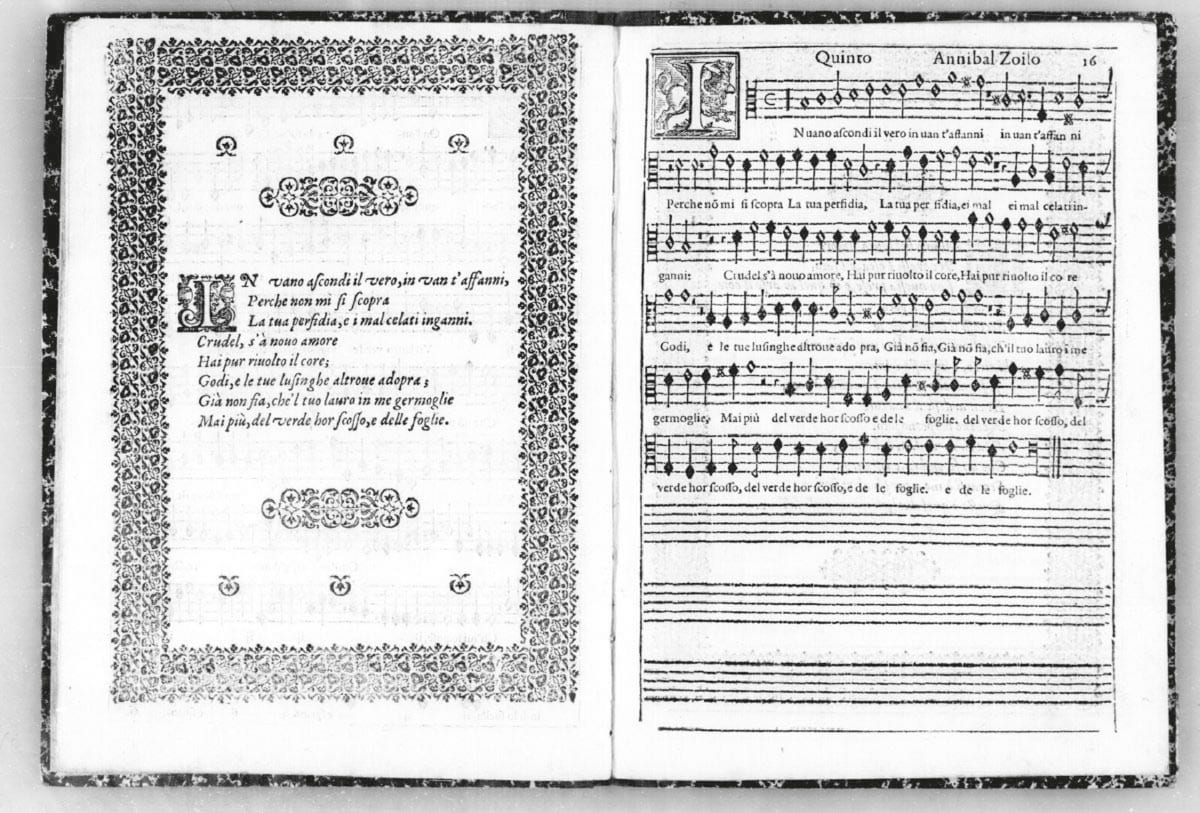 IN vano ascondi il vero, in van t'affanni,
Perche non mi si scopra
La tua perfidia, e i mal celati inganni.
Crudel, s'à nouo amore
Hai pur riuolto il core;
Godi, e le tue lusinghe altroue adopra;
Già non fia, che'l tuo lauro in me germoglie
Mai più, del verde hor scosso, e delle foglie.
Quinto Annibal Zoilo 16
INuano ascondi il vero in uan t'affanni in uan t'affan ni
Perche nõ mi si scopra La tua perfidia, La tua per fidia, ei mal ei mal celati in-
ganni: Crudel s'à nouo amore, Hai pur riuolto il core, Hai pur riuolto il co re
Godi, e le tue lusinghe altroue ado pra, Già nõ fia, Già nõ fia, ch'il tuo lauro i me
germoglie, Mai più del verde hor scosso e de le foglie. del verde hor scosso, del
verde hor scosso, del verde hor scosso, e de le foglie. e de le foglie.